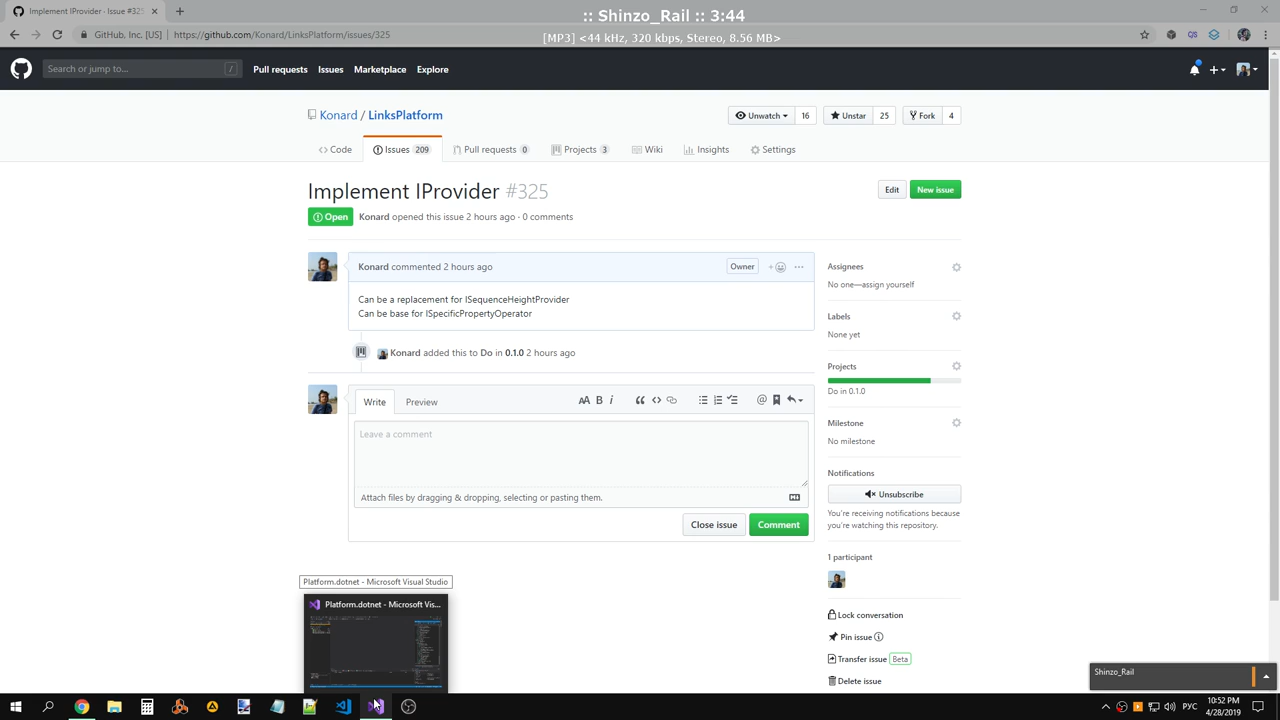 Implement IProvider · Issue #325
:: Shinzo_Rail :: 3:44
GitHub, Inc. [US] | https://github.com/Konard/LinksPlatform/issues/325
[MP3] <44 kHz, 320 kbps, Stereo, 8.56 MB>
Search or jump to... /
Pull requests Issues Marketplace Explore
Konard / LinksPlatform
Unwatch 16 Unstar 25 Fork 4
Code Issues 209 Pull requests 0 Projects 3 Wiki Insights Settings
Implement IProvider #325
Edit New issue
Open Konard opened this issue 2 hours ago · 0 comments
Konard commented 2 hours ago Owner
Can be a replacement for ISequenceHeightProvider
Can be base for ISpecificPropertyOperator
Konard added this to Do in 0.1.0 2 hours ago
Write Preview
Leave a comment
Attach files by dragging & dropping, selecting or pasting them.
Close issue Comment
Assignees
No one—assign yourself
Labels
None yet
Projects
Do in 0.1.0
Milestone
No milestone
Notifications
Unsubscribe
You're receiving notifications because
you're watching this repository.
1 participant
Lock conversation
Pin issue
Transfer issue Beta
Delete issue
Platform.dotnet - Microsoft Visual Studio
Platform.dotnet - Microsoft Vis...
Shinzo_Rail
РУС
10:52 PM
4/28/2019